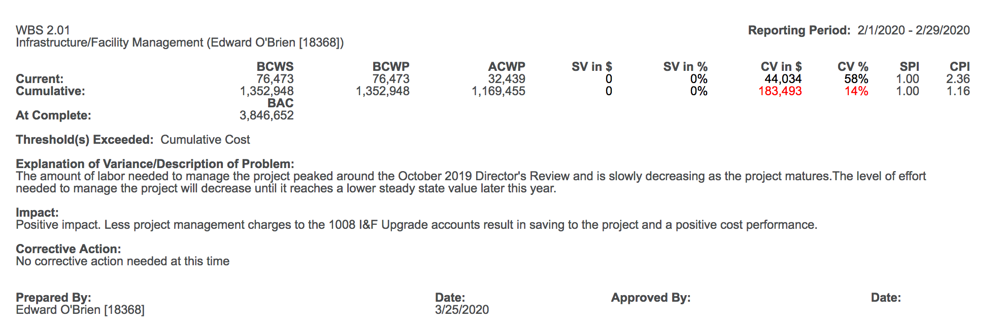 WBS 2.01 Reporting Period: 2/1/2020 - 2/29/2020
Infrastructure/Facility Management (Edward O'Brien [18368])
BCWS BCWP ACWP SV in $ SV in % CV in $ CV % SPI CPI
Current: 76,473 76,473 32,439 0 0% 44,034 58% 1.00 2.36
Cumulative: 1,352,948 1,352,948 1,169,455 0 0% 183,493 14% 1.00 1.16
BAC
At Complete: 3,846,652
Threshold(s) Exceeded: Cumulative Cost
Explanation of Variance/Description of Problem:
The amount of labor needed to manage the project peaked around the October 2019 Director's Review and is slowly decreasing as the project matures.The level of effort
needed to manage the project will decrease until it reaches a lower steady state value later this year.
Impact:
Positive impact. Less project management charges to the 1008 I&F Upgrade accounts result in saving to the project and a positive cost performance.
Corrective Action:
No corrective action needed at this time
Prepared By: Date: Approved By: Date:
Edward O'Brien [18368] 3/25/2020